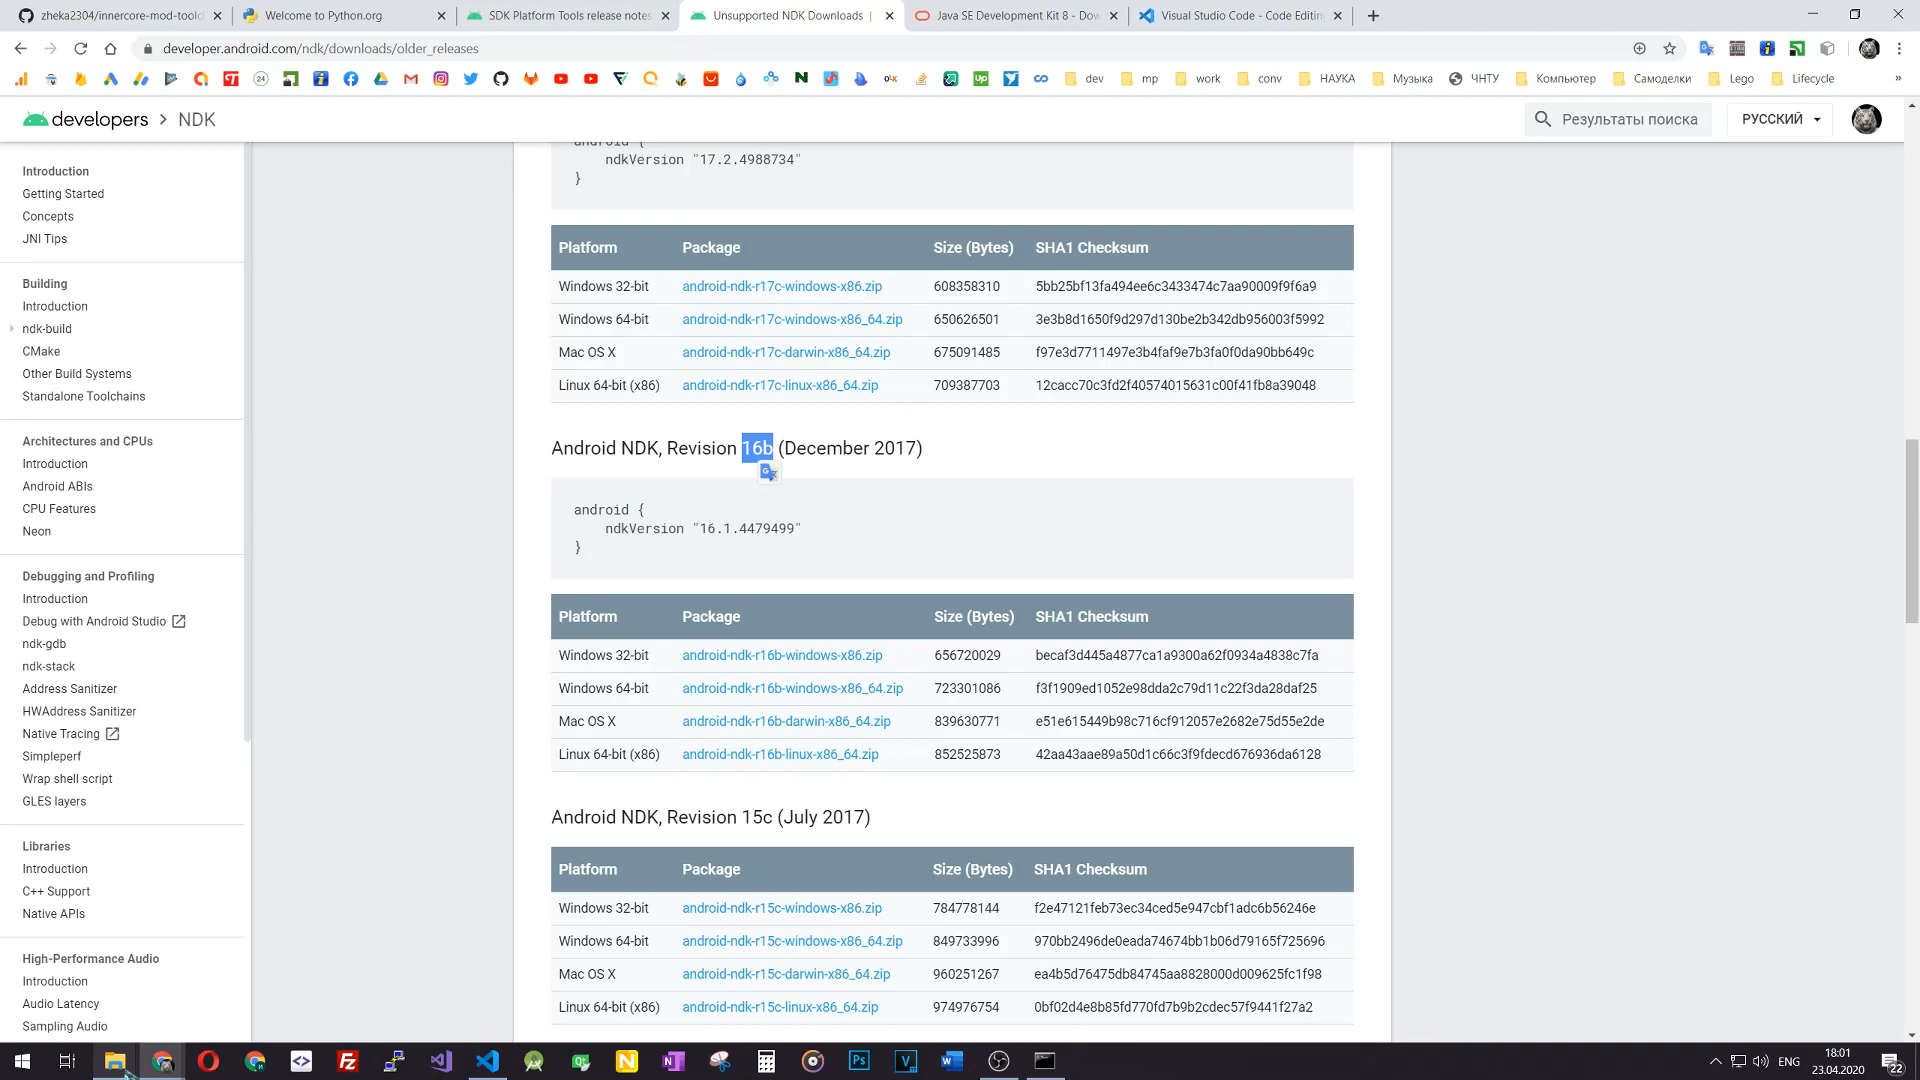 zheka2304/innercore-mod-toolc
Welcome to Python.org
SDK Platform Tools release notes
Unsupported NDK Downloads |
Java SE Development Kit 8 - Dow
Visual Studio Code - Code Editin
developer.android.com/ndk/downloads/older_releases
24
dev
mp
work
conv
НАУКА
Музыка
ЧНТУ
Компьютер
Самоделки
Lego
Lifecycle
developers > NDK
Результаты поиска
РУССКИЙ
Introduction
Getting Started
Concepts
JNI Tips
Building
Introduction
ndk-build
CMake
Other Build Systems
Standalone Toolchains
Architectures and CPUs
Introduction
Android ABIs
CPU Features
Neon
Debugging and Profiling
Introduction
Debug with Android Studio
ndk-gdb
ndk-stack
Address Sanitizer
HWAddress Sanitizer
Native Tracing
Simpleperf
Wrap shell script
GLES layers
Libraries
Introduction
C++ Support
Native APIs
High-Performance Audio
Introduction
Audio Latency
Sampling Audio
android {
ndkVersion "17.2.4988734"
}
Platform Package Size (Bytes) SHA1 Checksum
Windows 32-bit android-ndk-r17c-windows-x86.zip 608358310 5bb25bf13fa494ee6c3433474c7aa90009f9f6a9
Windows 64-bit android-ndk-r17c-windows-x86_64.zip 650626501 3e3b8d1650f9d297d130be2b342db956003f5992
Mac OS X android-ndk-r17c-darwin-x86_64.zip 675091485 f97e3d7711497e3b4faf9e7b3fa0f0da90bb649c
Linux 64-bit (x86) android-ndk-r17c-linux-x86_64.zip 709387703 12cacc70c3fd2f40574015631c00f41fb8a39048
Android NDK, Revision 16b (December 2017)
android {
ndkVersion "16.1.4479499"
}
Platform Package Size (Bytes) SHA1 Checksum
Windows 32-bit android-ndk-r16b-windows-x86.zip 656720029 becaf3d445a4877ca1a9300a62f0934a4838c7fa
Windows 64-bit android-ndk-r16b-windows-x86_64.zip 723301086 f3f1909ed1052e98dda2c79d11c22f3da28daf25
Mac OS X android-ndk-r16b-darwin-x86_64.zip 839630771 e51e615449b98c716cf912057e2682e75d55e2de
Linux 64-bit (x86) android-ndk-r16b-linux-x86_64.zip 852525873 42aa43aae89a50d1c66c3f9fdecd676936da6128
Android NDK, Revision 15c (July 2017)
Platform Package Size (Bytes) SHA1 Checksum
Windows 32-bit android-ndk-r15c-windows-x86.zip 784778144 f2e47121feb73ec34ced5e947cbf1adc6b56246e
Windows 64-bit android-ndk-r15c-windows-x86_64.zip 849733996 970bb2496de0eada74674bb1b06d79165f725696
Mac OS X android-ndk-r15c-darwin-x86_64.zip 960251267 ea4b5d76475db84745aa8828000d009625fc1f98
Linux 64-bit (x86) android-ndk-r15c-linux-x86_64.zip 974976754 0bf02d4e8b85fd770fd7b9b2cdec57f9441f27a2
ENG
18:01
23.04.2020
22